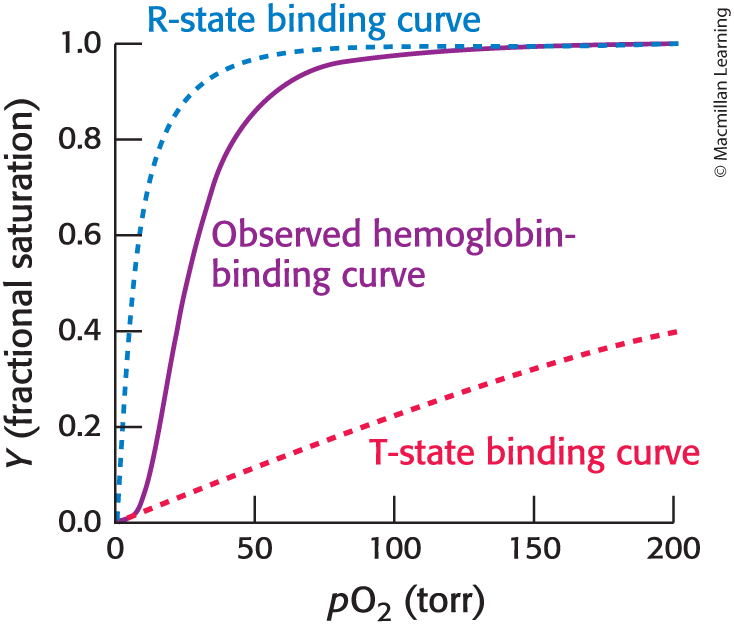 R-state binding curve
© Macmillan Learning
1.0
0.8
0.6
0.4
0.2
0.0
Y (fractional saturation)
Observed hemoglobin-
binding curve
T-state binding curve
0 50 100 150 200
pO₂ (torr)